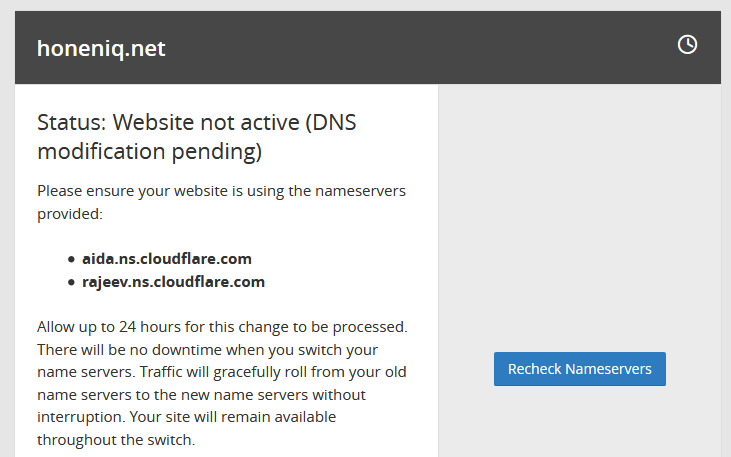 honeniq.net
Status: Website not active (DNS
modification pending)
Please ensure your website is using the nameservers
provided:
• aida.ns.cloudflare.com
• rajeev.ns.cloudflare.com
Allow up to 24 hours for this change to be processed.
There will be no downtime when you switch your
name servers. Traffic will gracefully roll from your old
name servers to the new name servers without
interruption. Your site will remain available
throughout the switch.
Recheck Nameservers